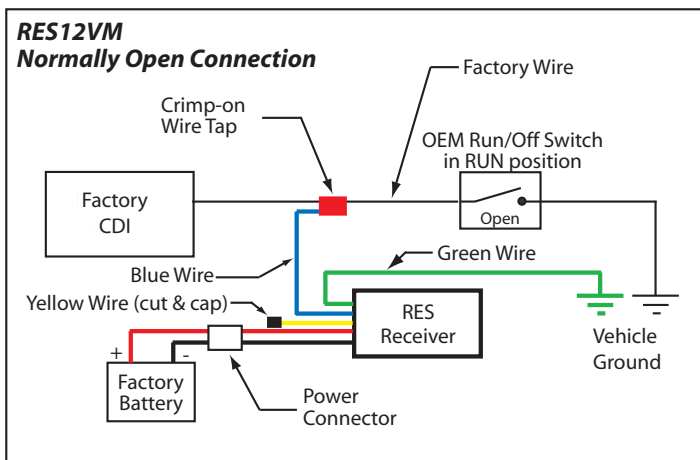 RES12VM
Normally Open Connection
Factory Wire
Crimp-on
Wire Tap
OEM Run/Off Switch
in RUN position
Factory
CDI
Open
Green Wire
Blue Wire
Yellow Wire (cut & cap)
RES
Receiver
Vehicle
Ground
+ -
Factory
Battery
Power
Connector